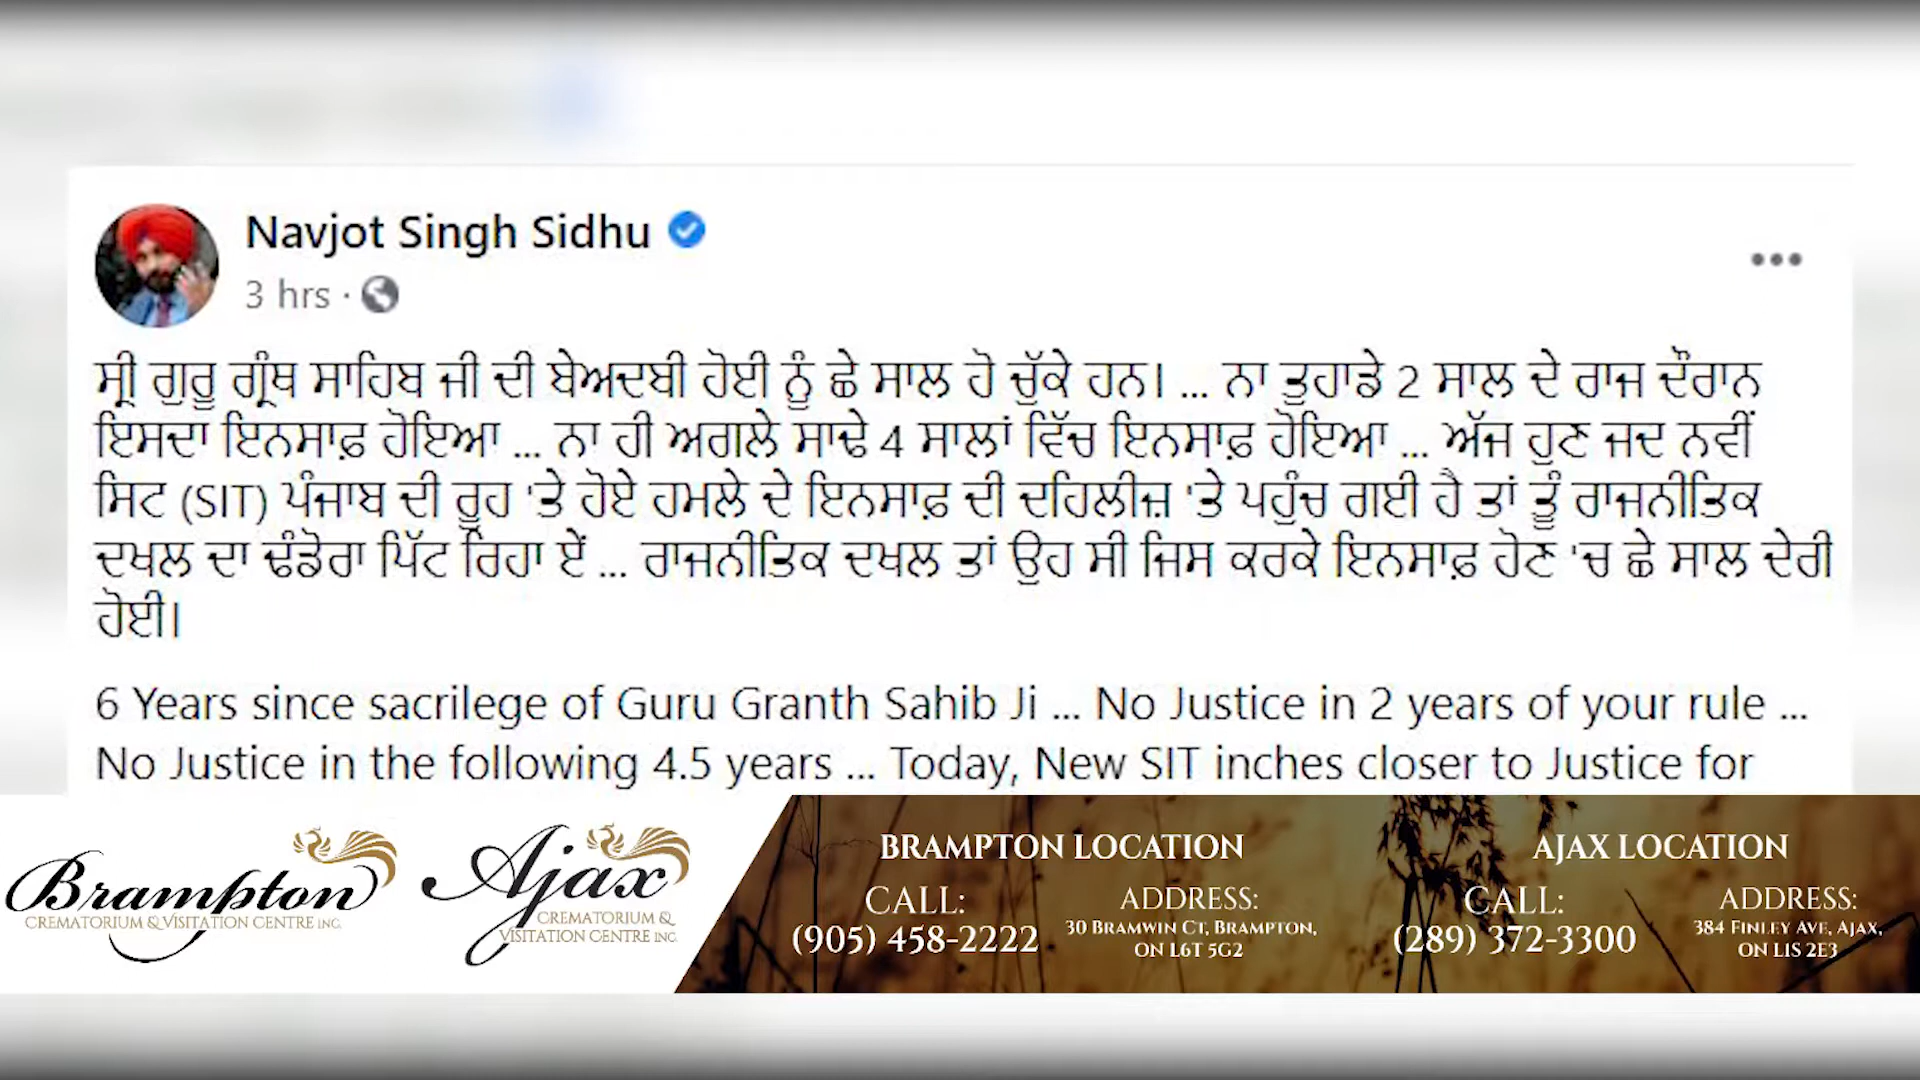 Navjot Singh Sidhu
3 hrs ·
ਸ੍ਰੀ ਗੁਰੂ ਗ੍ਰੰਥ ਸਾਹਿਬ ਜੀ ਦੀ ਬੇਅਦਬੀ ਹੋਈ ਨੂੰ ਛੇ ਸਾਲ ਹੋ ਚੁੱਕੇ ਹਨ। ... ਨਾ ਤੁਹਾਡੇ 2 ਸਾਲ ਦੇ ਰਾਜ ਦੌਰਾਨ
ਇਸਦਾ ਇਨਸਾਫ਼ ਹੋਇਆ ... ਨਾ ਹੀ ਅਗਲੇ ਸਾਢੇ 4 ਸਾਲਾਂ ਵਿੱਚ ਇਨਸਾਫ਼ ਹੋਇਆ ... ਅੱਜ ਹੁਣ ਜਦ ਨਵੀਂ
ਸਿਟ (SIT) ਪੰਜਾਬ ਦੀ ਰੂਹ 'ਤੇ ਹੋਏ ਹਮਲੇ ਦੇ ਇਨਸਾਫ਼ ਦੀ ਦਹਿਲੀਜ਼ 'ਤੇ ਪਹੁੰਚ ਗਈ ਹੈ ਤਾਂ ਤੂੰ ਰਾਜਨੀਤਿਕ
ਦਖਲ ਦਾ ਢੰਡੋਰਾ ਪਿੱਟ ਰਿਹਾ ਏਂ ... ਰਾਜਨੀਤਿਕ ਦਖਲ ਤਾਂ ਉਹ ਸੀ ਜਿਸ ਕਰਕੇ ਇਨਸਾਫ਼ ਹੋਣ 'ਚ ਛੇ ਸਾਲ ਦੇਰੀ
ਹੋਈ।
6 Years since sacrilege of Guru Granth Sahib Ji ... No Justice in 2 years of your rule ...
No Justice in the following 4.5 years ... Today, New SIT inches closer to Justice for
Brampton
CREMATORIUM & VISITATION CENTRE INC.
Ajax
CREMATORIUM &
VISITATION CENTRE INC.
BRAMPTON LOCATION
CALL:
(905) 458-2222
ADDRESS:
30 BRAMWIN CT, BRAMPTON,
ON L6T 5G2
AJAX LOCATION
CALL:
(289) 372-3300
ADDRESS:
384 FINLEY AVE, AJAX,
ON L1S 2E3